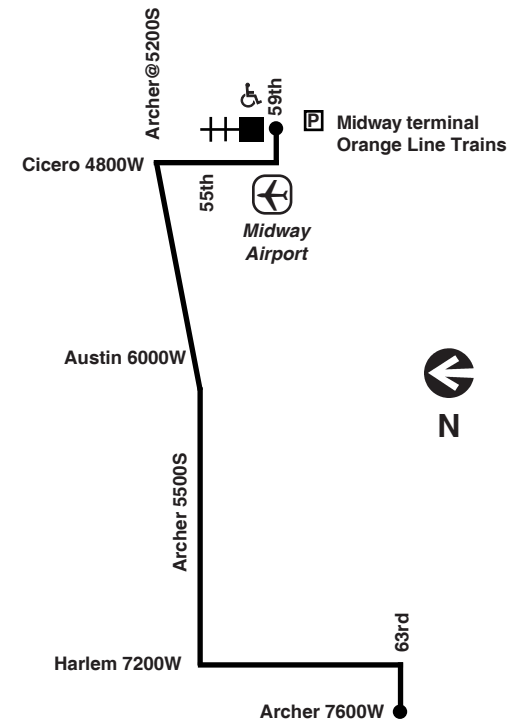 Archer@5200S
59th
P
Midway terminal
Orange Line Trains
Cicero 4800W
55th
Midway
Airport
Austin 6000W
N
Archer 5500S
63rd
Harlem 7200W
Archer 7600W